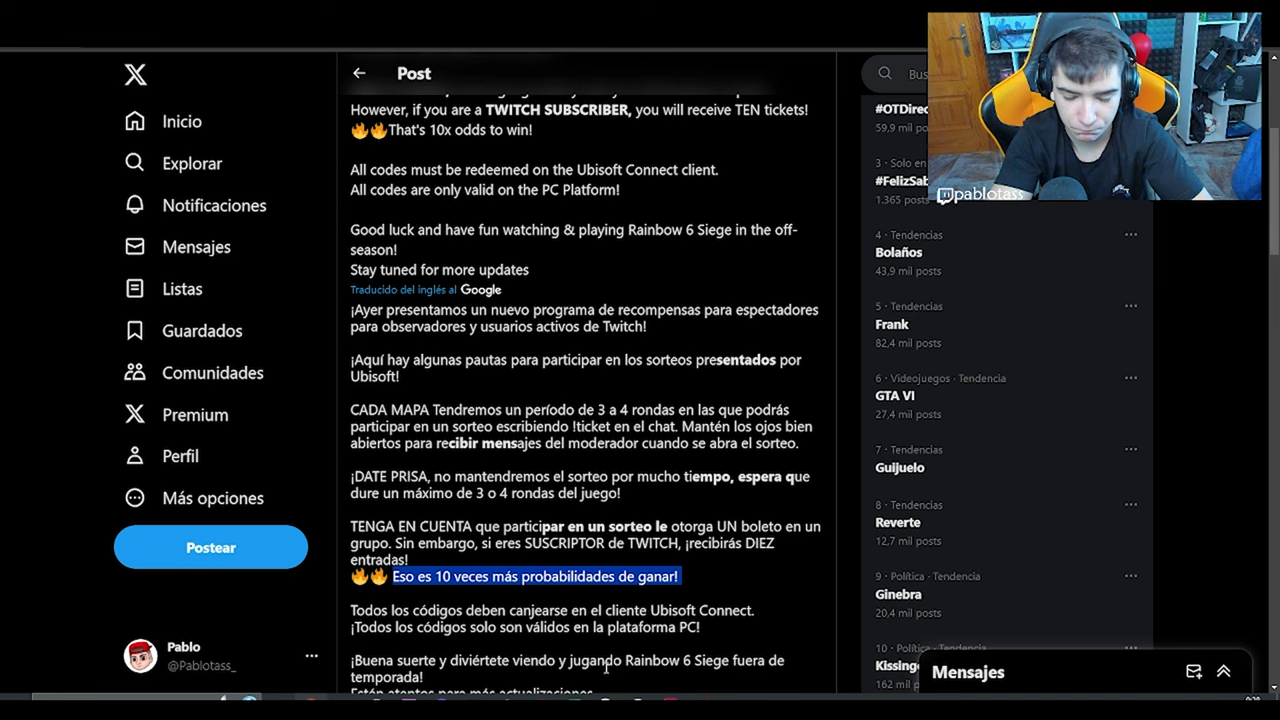 X
Inicio
Explorar
Notificaciones
Mensajes
Listas
Guardados
Comunidades
Premium
Perfil
Más opciones
Postear
Pablo
@Pablotass_
Post
However, if you are a TWITCH SUBSCRIBER, you will receive TEN tickets!
🔥🔥That's 10x odds to win!
All codes must be redeemed on the Ubisoft Connect client.
All codes are only valid on the PC Platform!
Good luck and have fun watching & playing Rainbow 6 Siege in the off-
season!
Stay tuned for more updates
Traducido del inglés al Google
¡Ayer presentamos un nuevo programa de recompensas para espectadores
para observadores y usuarios activos de Twitch!
¡Aquí hay algunas pautas para participar en los sorteos presentados por
Ubisoft!
CADA MAPA Tendremos un período de 3 a 4 rondas en las que podrás
participar en un sorteo escribiendo !ticket en el chat. Mantén los ojos bien
abiertos para recibir mensajes del moderador cuando se abra el sorteo.
¡DATE PRISA, no mantendremos el sorteo por mucho tiempo, espera que
dure un máximo de 3 o 4 rondas del juego!
TENGA EN CUENTA que participar en un sorteo le otorga UN boleto en un
grupo. Sin embargo, si eres SUSCRIPTOR de TWITCH, ¡recibirás DIEZ
entradas!
🔥🔥 Eso es 10 veces más probabilidades de ganar!
Todos los códigos deben canjearse en el cliente Ubisoft Connect.
¡Todos los códigos solo son válidos en la plataforma PC!
¡Buena suerte y diviértete viendo y jugando Rainbow 6 Siege fuera de
temporada!
Estén atentos para más actualizaciones
Bus
#OTDirec
59,9 mil posts
3 · Solo en
#FelizSab
1.365 posts
4 · Tendencias
Bolaños
43,9 mil posts
5 · Tendencias
Frank
82,4 mil posts
6 · Videojuegos · Tendencia
GTA VI
27,4 mil posts
7 · Tendencias
Guijuelo
8 · Tendencias
Reverte
12,7 mil posts
9 · Política · Tendencia
Ginebra
20,4 mil posts
10 · Política · Tendencia
Kissing
162 mil
Mensajes
pablotass